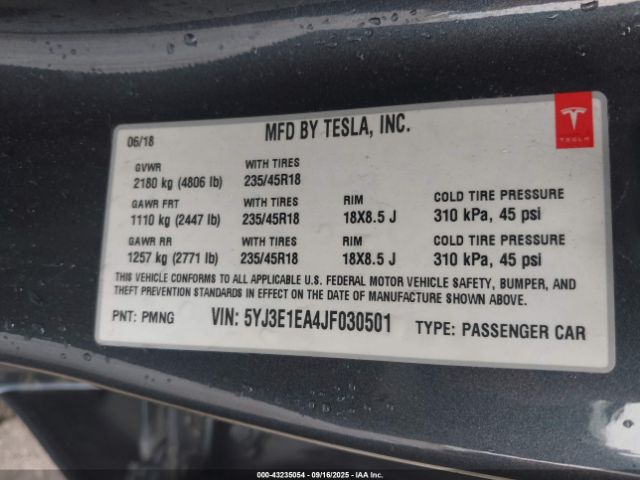 06/18
MFD BY TESLA, INC.
TESLA
GVWR WITH TIRES
2180 kg (4806 lb) 235/45R18
GAWR FRT WITH TIRES RIM COLD TIRE PRESSURE
1110 kg (2447 lb) 235/45R18 18X8.5 J 310 kPa, 45 psi
GAWR RR WITH TIRES RIM COLD TIRE PRESSURE
1257 kg (2771 lb) 235/45R18 18X8.5 J 310 kPa, 45 psi
THIS VEHICLE CONFORMS TO ALL APPLICABLE U.S. FEDERAL MOTOR VEHICLE SAFETY, BUMPER, AND
THEFT PREVENTION STANDARDS IN EFFECT ON THE DATE OF MANUFACTURE SHOWN ABOVE.
PNT: PMNG VIN: 5YJ3E1EA4JF030501 TYPE: PASSENGER CAR
000-43235054 - 09/16/2025 - IAA Inc.